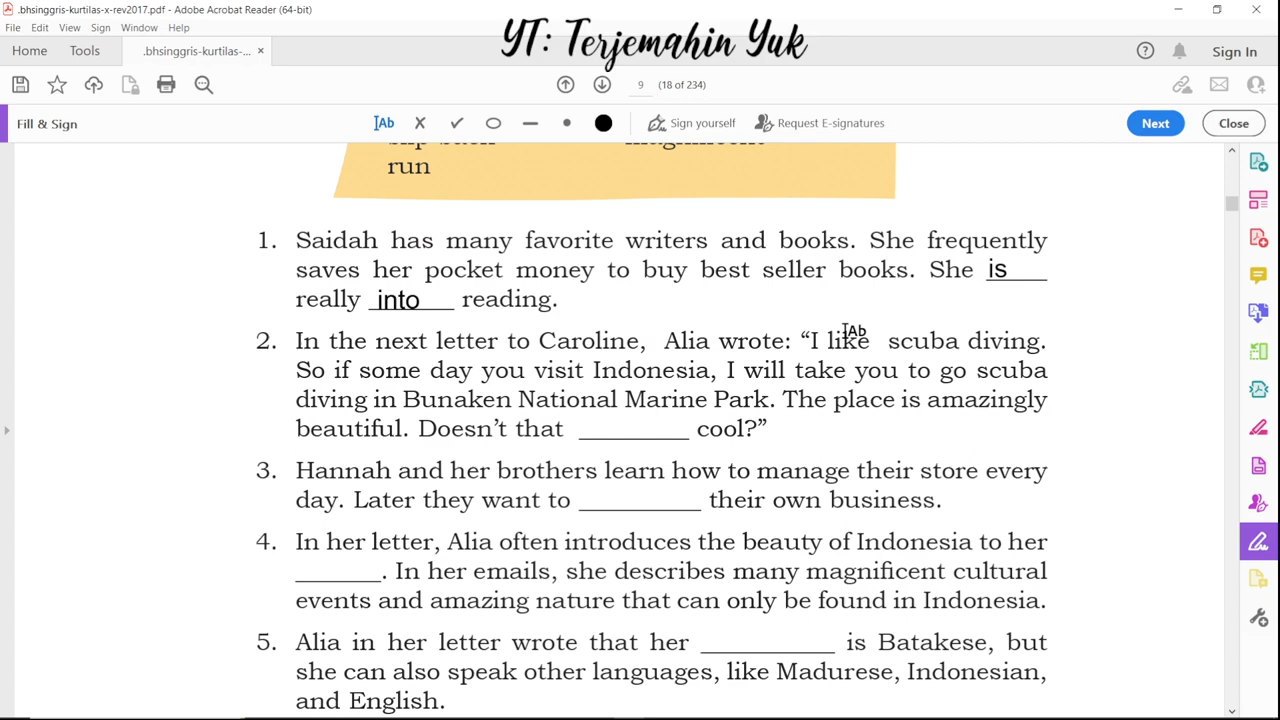 .bhsinggris-kurtilas-x-rev2017.pdf - Adobe Acrobat Reader (64-bit)
File Edit View Sign Window Help
YT: Terjemahin Yuk
Home Tools .bhsinggris-kurtilas-... × Sign In
9 (18 of 234)
Fill & Sign Ab Sign yourself Request E-signatures Next Close
slip back magnificent
run
1. Saidah has many favorite writers and books. She frequently
saves her pocket money to buy best seller books. She is
really into reading.
2. In the next letter to Caroline, Alia wrote: “I like scuba diving.
So if some day you visit Indonesia, I will take you to go scuba
diving in Bunaken National Marine Park. The place is amazingly
beautiful. Doesn’t that _________ cool?”
3. Hannah and her brothers learn how to manage their store every
day. Later they want to __________ their own business.
4. In her letter, Alia often introduces the beauty of Indonesia to her
_______. In her emails, she describes many magnificent cultural
events and amazing nature that can only be found in Indonesia.
5. Alia in her letter wrote that her ___________ is Batakese, but
she can also speak other languages, like Madurese, Indonesian,
and English.